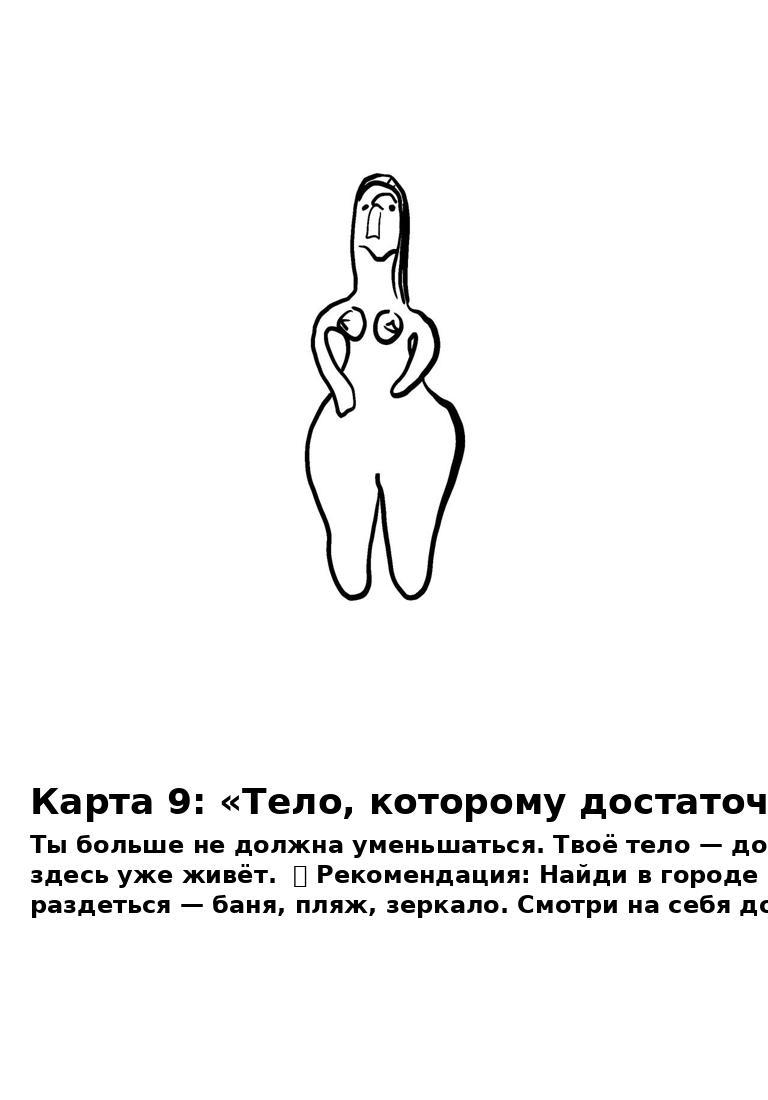 Карта 9: «Тело, которому достаточ
Ты больше не должна уменьшаться. Твоё тело — до
здесь уже живёт. Рекомендация: Найди в городе
раздеться — баня, пляж, зеркало. Смотри на себя до